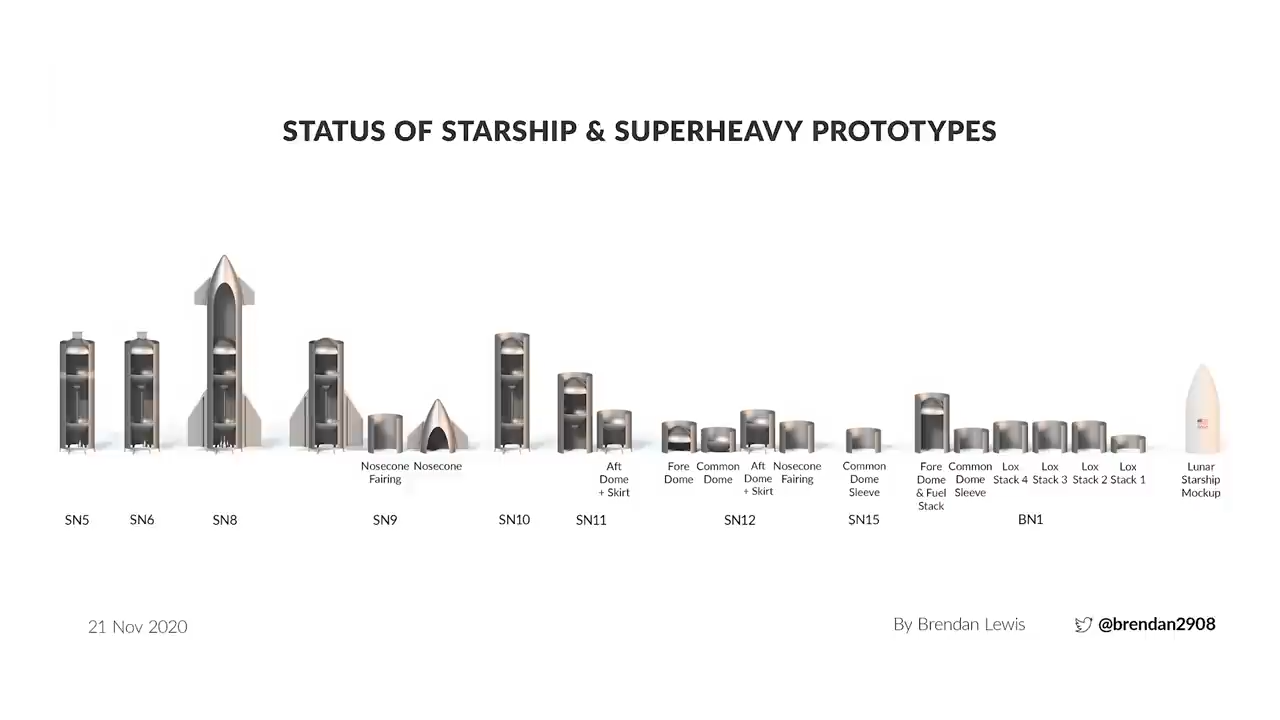 STATUS OF STARSHIP & SUPERHEAVY PROTOTYPES
Nosecone
Fairing
Nosecone
Aft
Dome
+ Skirt
Fore
Dome
Common
Dome
Aft
Dome
+ Skirt
Nosecone
Fairing
Common
Dome
Sleeve
Fore
Dome
& Fuel
Stack
Common
Dome
Sleeve
Lox
Stack 4
Lox
Stack 3
Lox
Stack 2
Lox
Stack 1
Lunar
Starship
Mockup
SN5
SN6
SN8
SN9
SN10
SN11
SN12
SN15
BN1
21 Nov 2020
By Brendan Lewis
@brendan2908